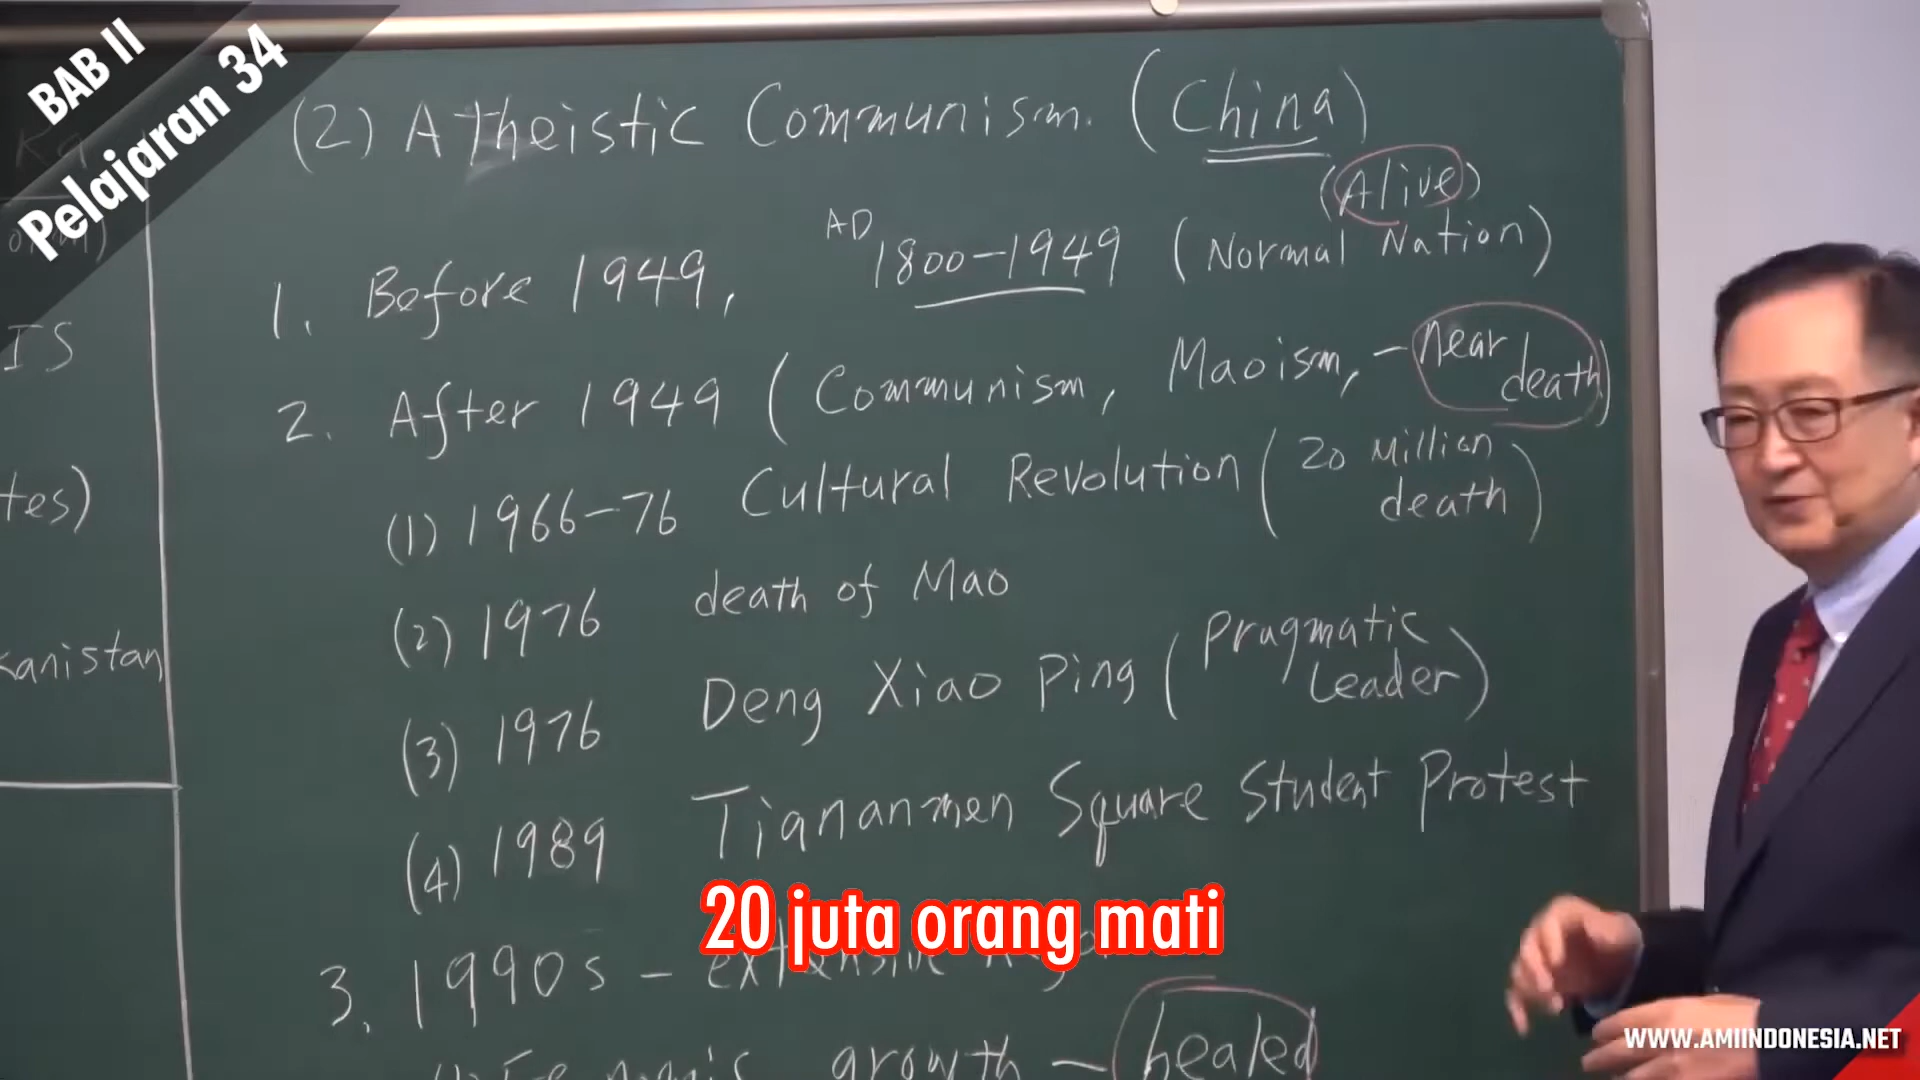 BAB II
Pelajaran 34
(2) Atheistic Communism. (China)
(Alive)
AD
1. Before 1949, 1800-1949 (Normal Nation)
2. After 1949 (Communism, Maoism, - near death)
(1) 1966-76 Cultural Revolution (20 Million death)
(2) 1976 death of Mao
(3) 1976 Deng Xiao Ping (Pragmatic Leader)
(4) 1989 Tiananmen Square Student Protest
20 juta orang mati
3. 1990s - extensive
growth - healed
IS
tes)
kanistan
WWW.AMIINDONESIA.NET